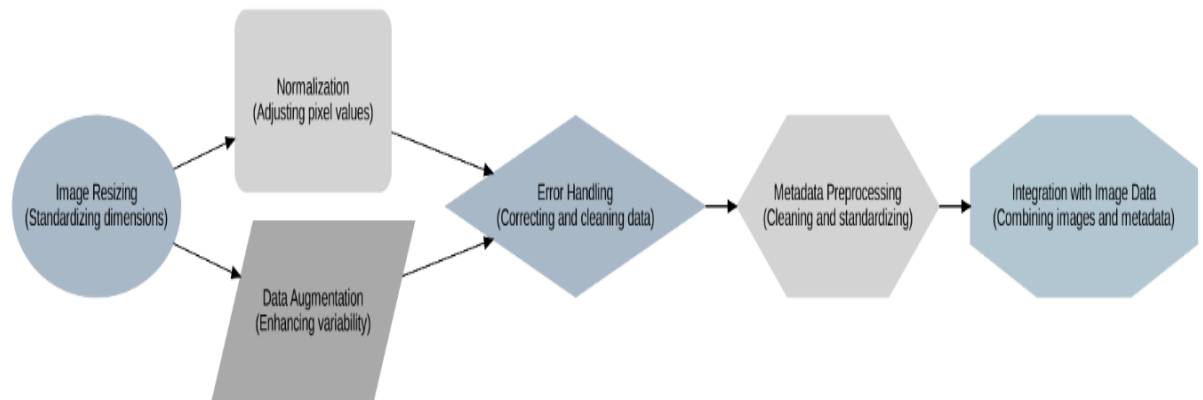 Normalization
(Adjusting pixel values)
Image Resizing
(Standardizing dimensions)
Data Augmentation
(Enhancing variability)
Error Handling
(Correcting and cleaning data)
Metadata Preprocessing
(Cleaning and standardizing)
Integration with Image Data
(Combining images and metadata)